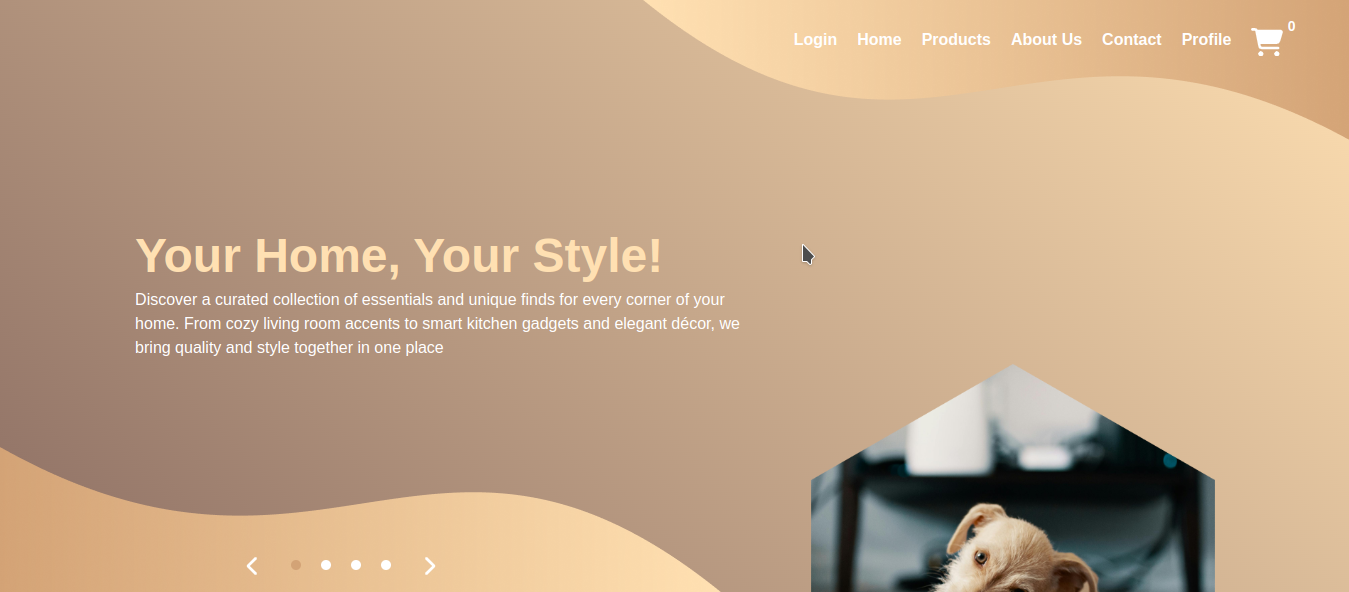 Login Home Products About Us Contact Profile 0
Your Home, Your Style!
Discover a curated collection of essentials and unique finds for every corner of your
home. From cozy living room accents to smart kitchen gadgets and elegant décor, we
bring quality and style together in one place